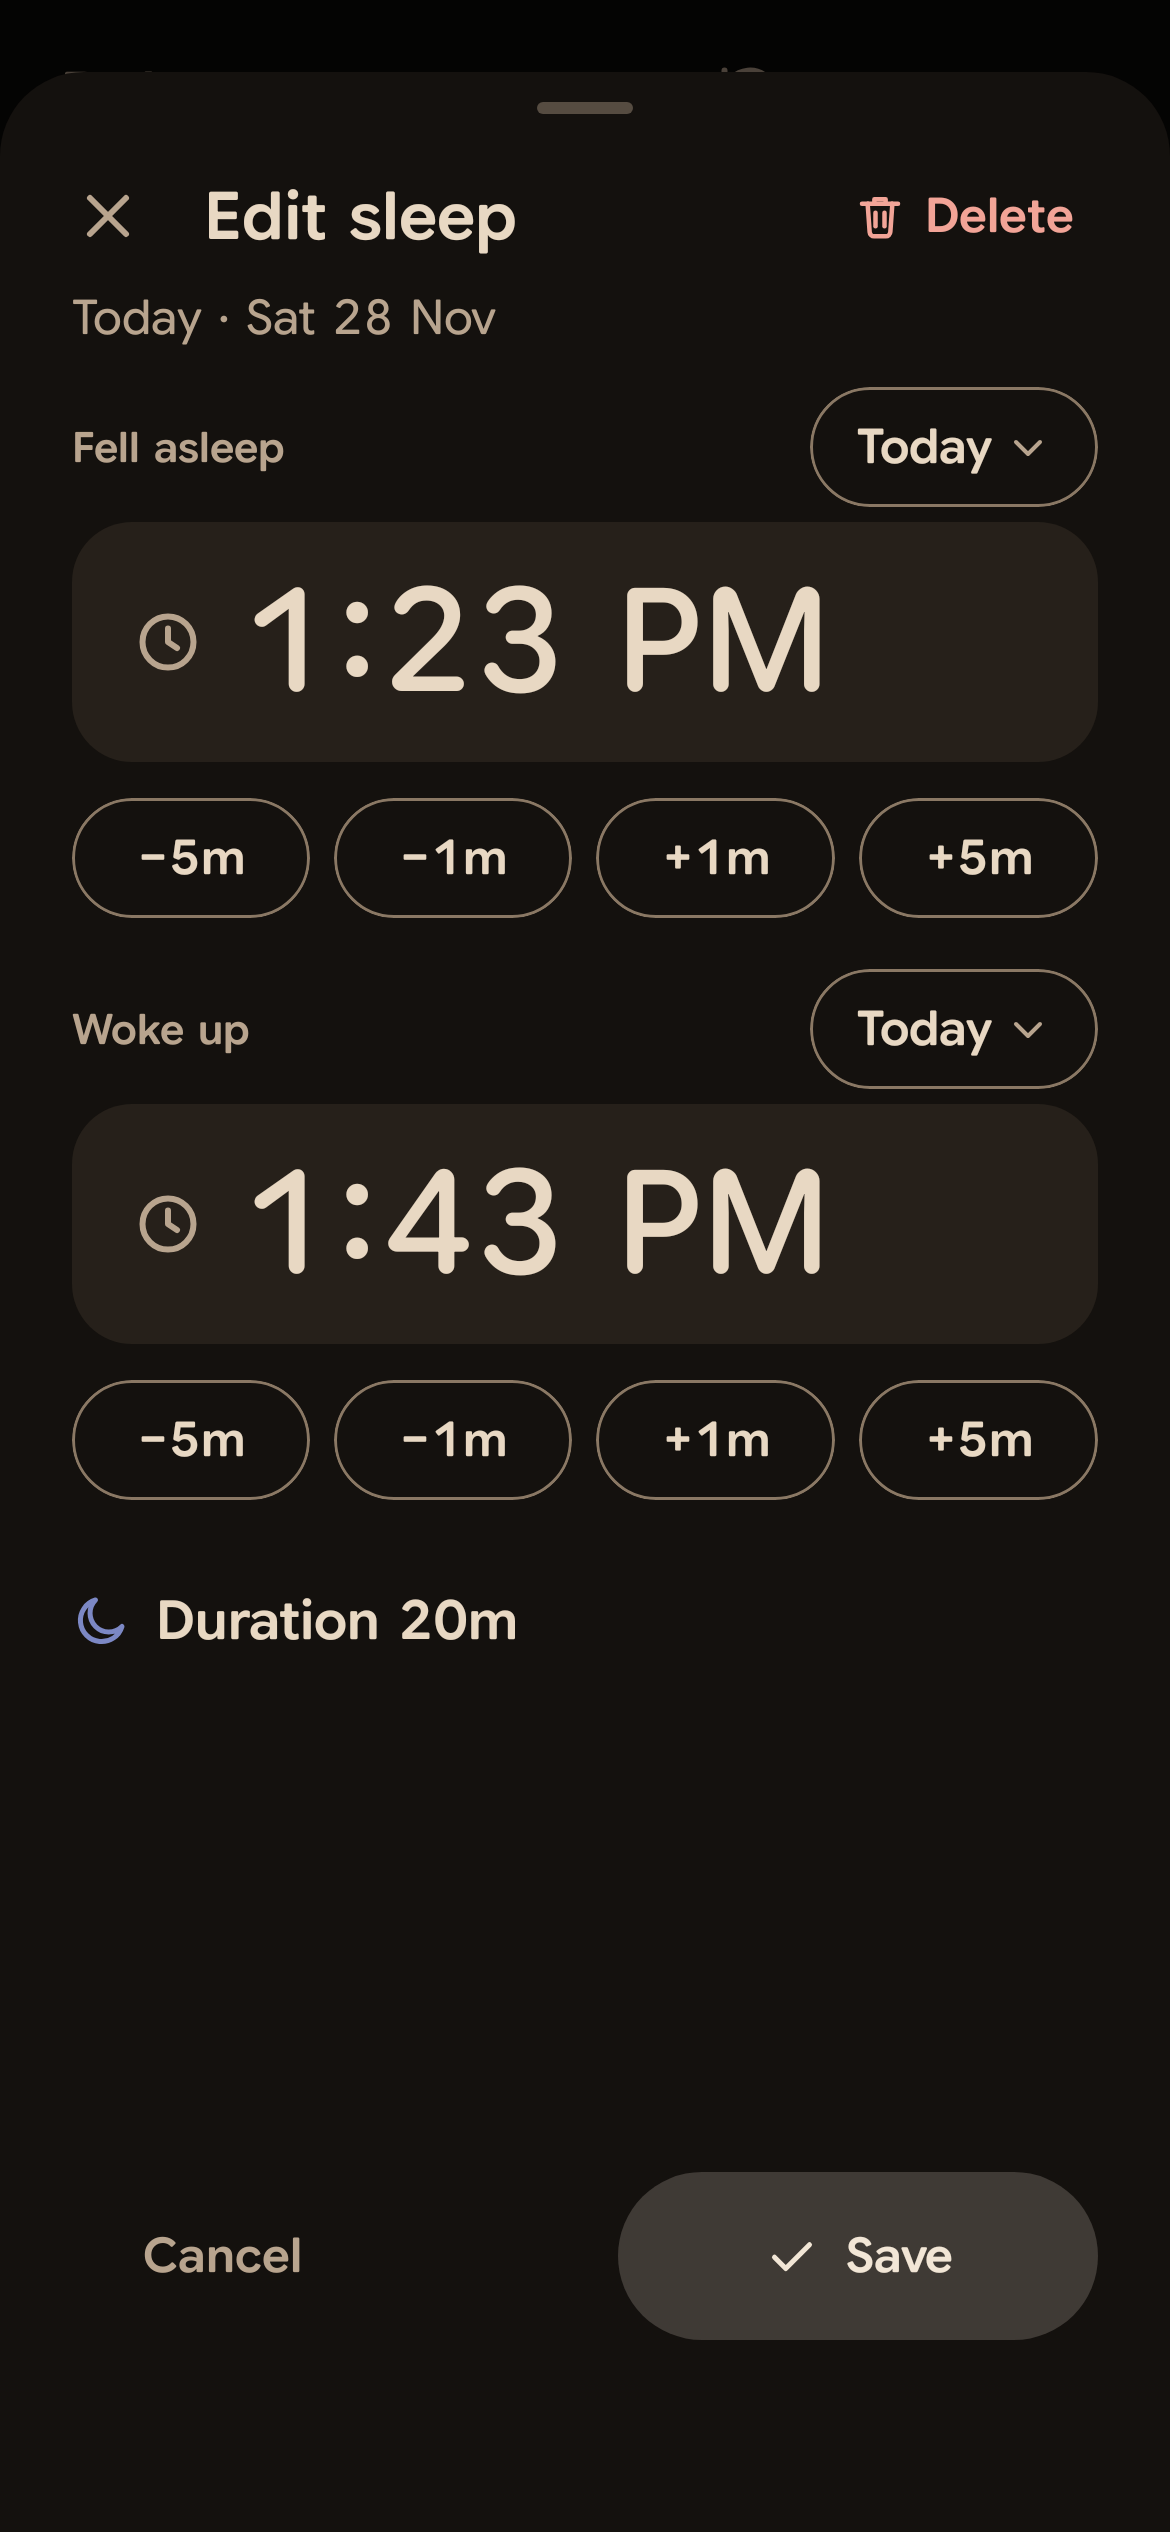 Edit sleep
Delete
Today · Sat 28 Nov
Fell asleep
Today
1:23 PM
−5m
−1m
+1m
+5m
Woke up
Today
1:43 PM
−5m
−1m
+1m
+5m
Duration 20m
Cancel
Save